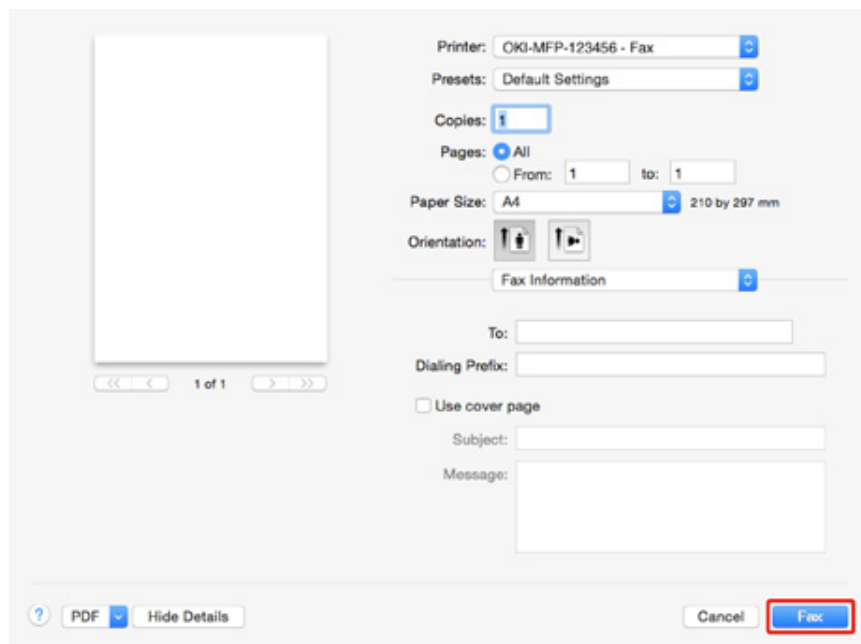 Printer: OKI-MFP-123456 - Fax
Presets: Default Settings
Copies: 1
Pages: All
From: 1 to: 1
Paper Size: A4 210 by 297 mm
Orientation:
Fax Information
To:
Dialing Prefix:
1 of 1
Use cover page
Subject:
Message:
? PDF Hide Details Cancel Fax